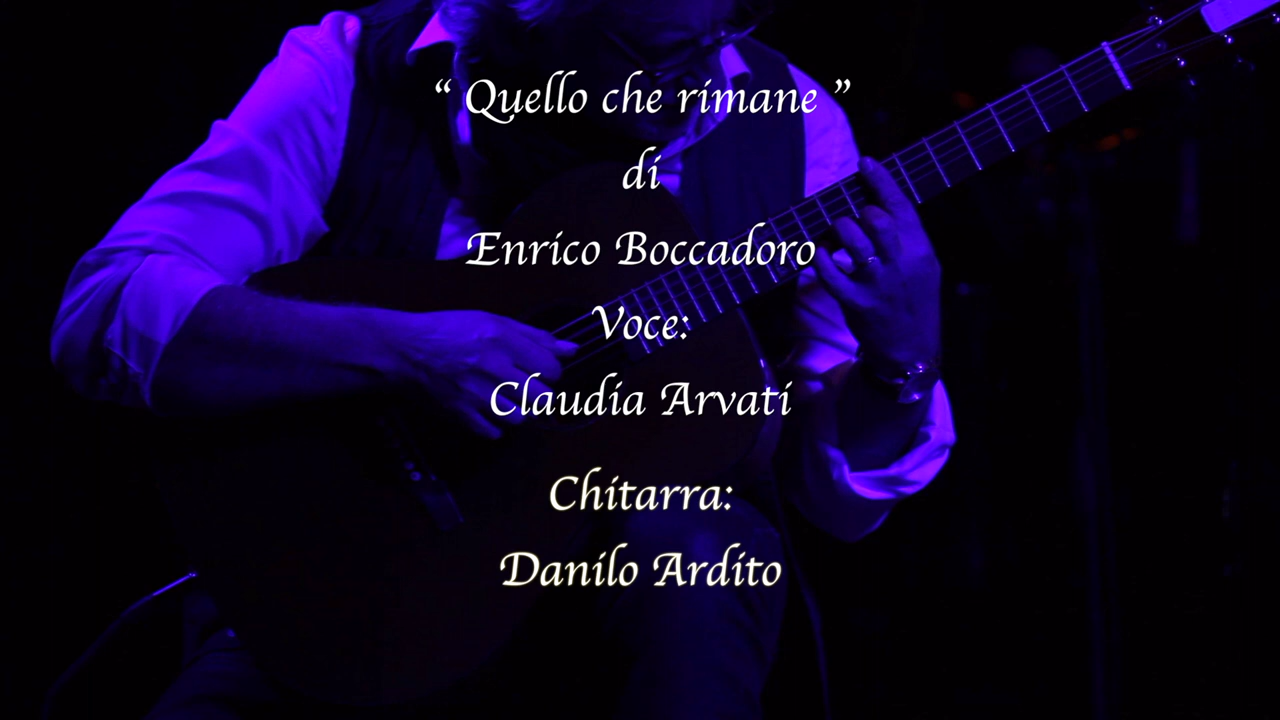 “ Quello che rimane ”
di
Enrico Boccadoro
Voce:
Claudia Arvati
Chitarra:
Danilo Ardito